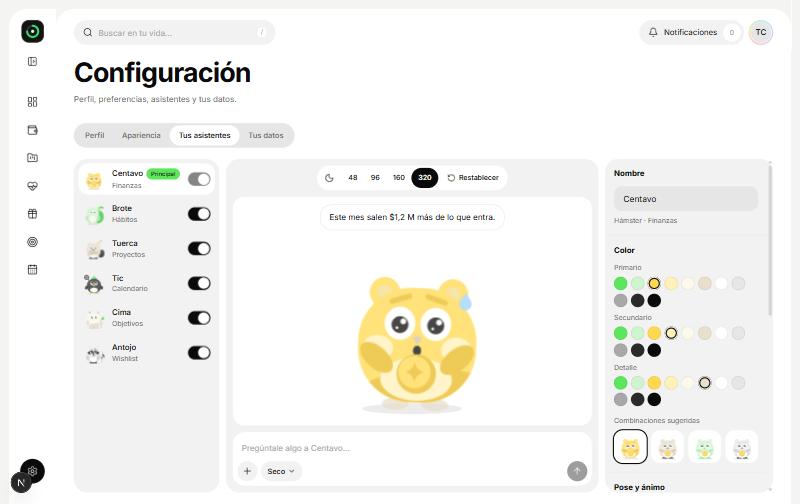 Buscar en tu vida...
/
Notificaciones
0
TC
Configuración
Perfil, preferencias, asistentes y tus datos.
Perfil
Apariencia
Tus asistentes
Tus datos
Centavo
Principal
Finanzas
Brote
Hábitos
Tuerca
Proyectos
Tic
Calendario
Cima
Objetivos
Antojo
Wishlist
48
96
160
320
Restablecer
Este mes salen $1,2 M más de lo que entra.
Pregúntale algo a Centavo...
Seco
Nombre
Centavo
Hámster · Finanzas
Color
Primario
Secundario
Detalle
Combinaciones sugeridas
Pose y ánimo
N